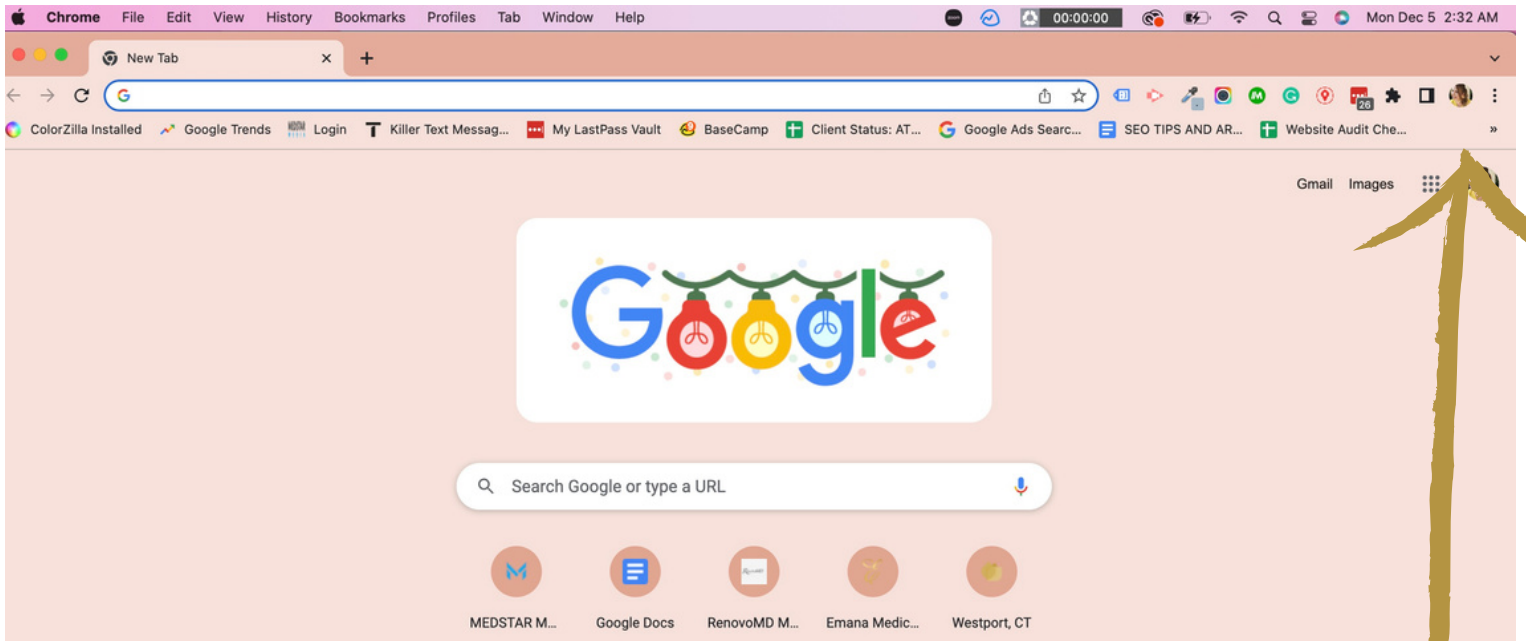 Chrome File Edit View History Bookmarks Profiles Tab Window Help 00:00:00 Mon Dec 5 2:32 AM
New Tab
26
ColorZilla Installed Google Trends Login Killer Text Messag... My LastPass Vault BaseCamp Client Status: AT... Google Ads Searc... SEO TIPS AND AR... Website Audit Che... »
Gmail Images
Google
Search Google or type a URL
MEDSTAR M... Google Docs RenovoMD M... Emana Medic... Westport, CT